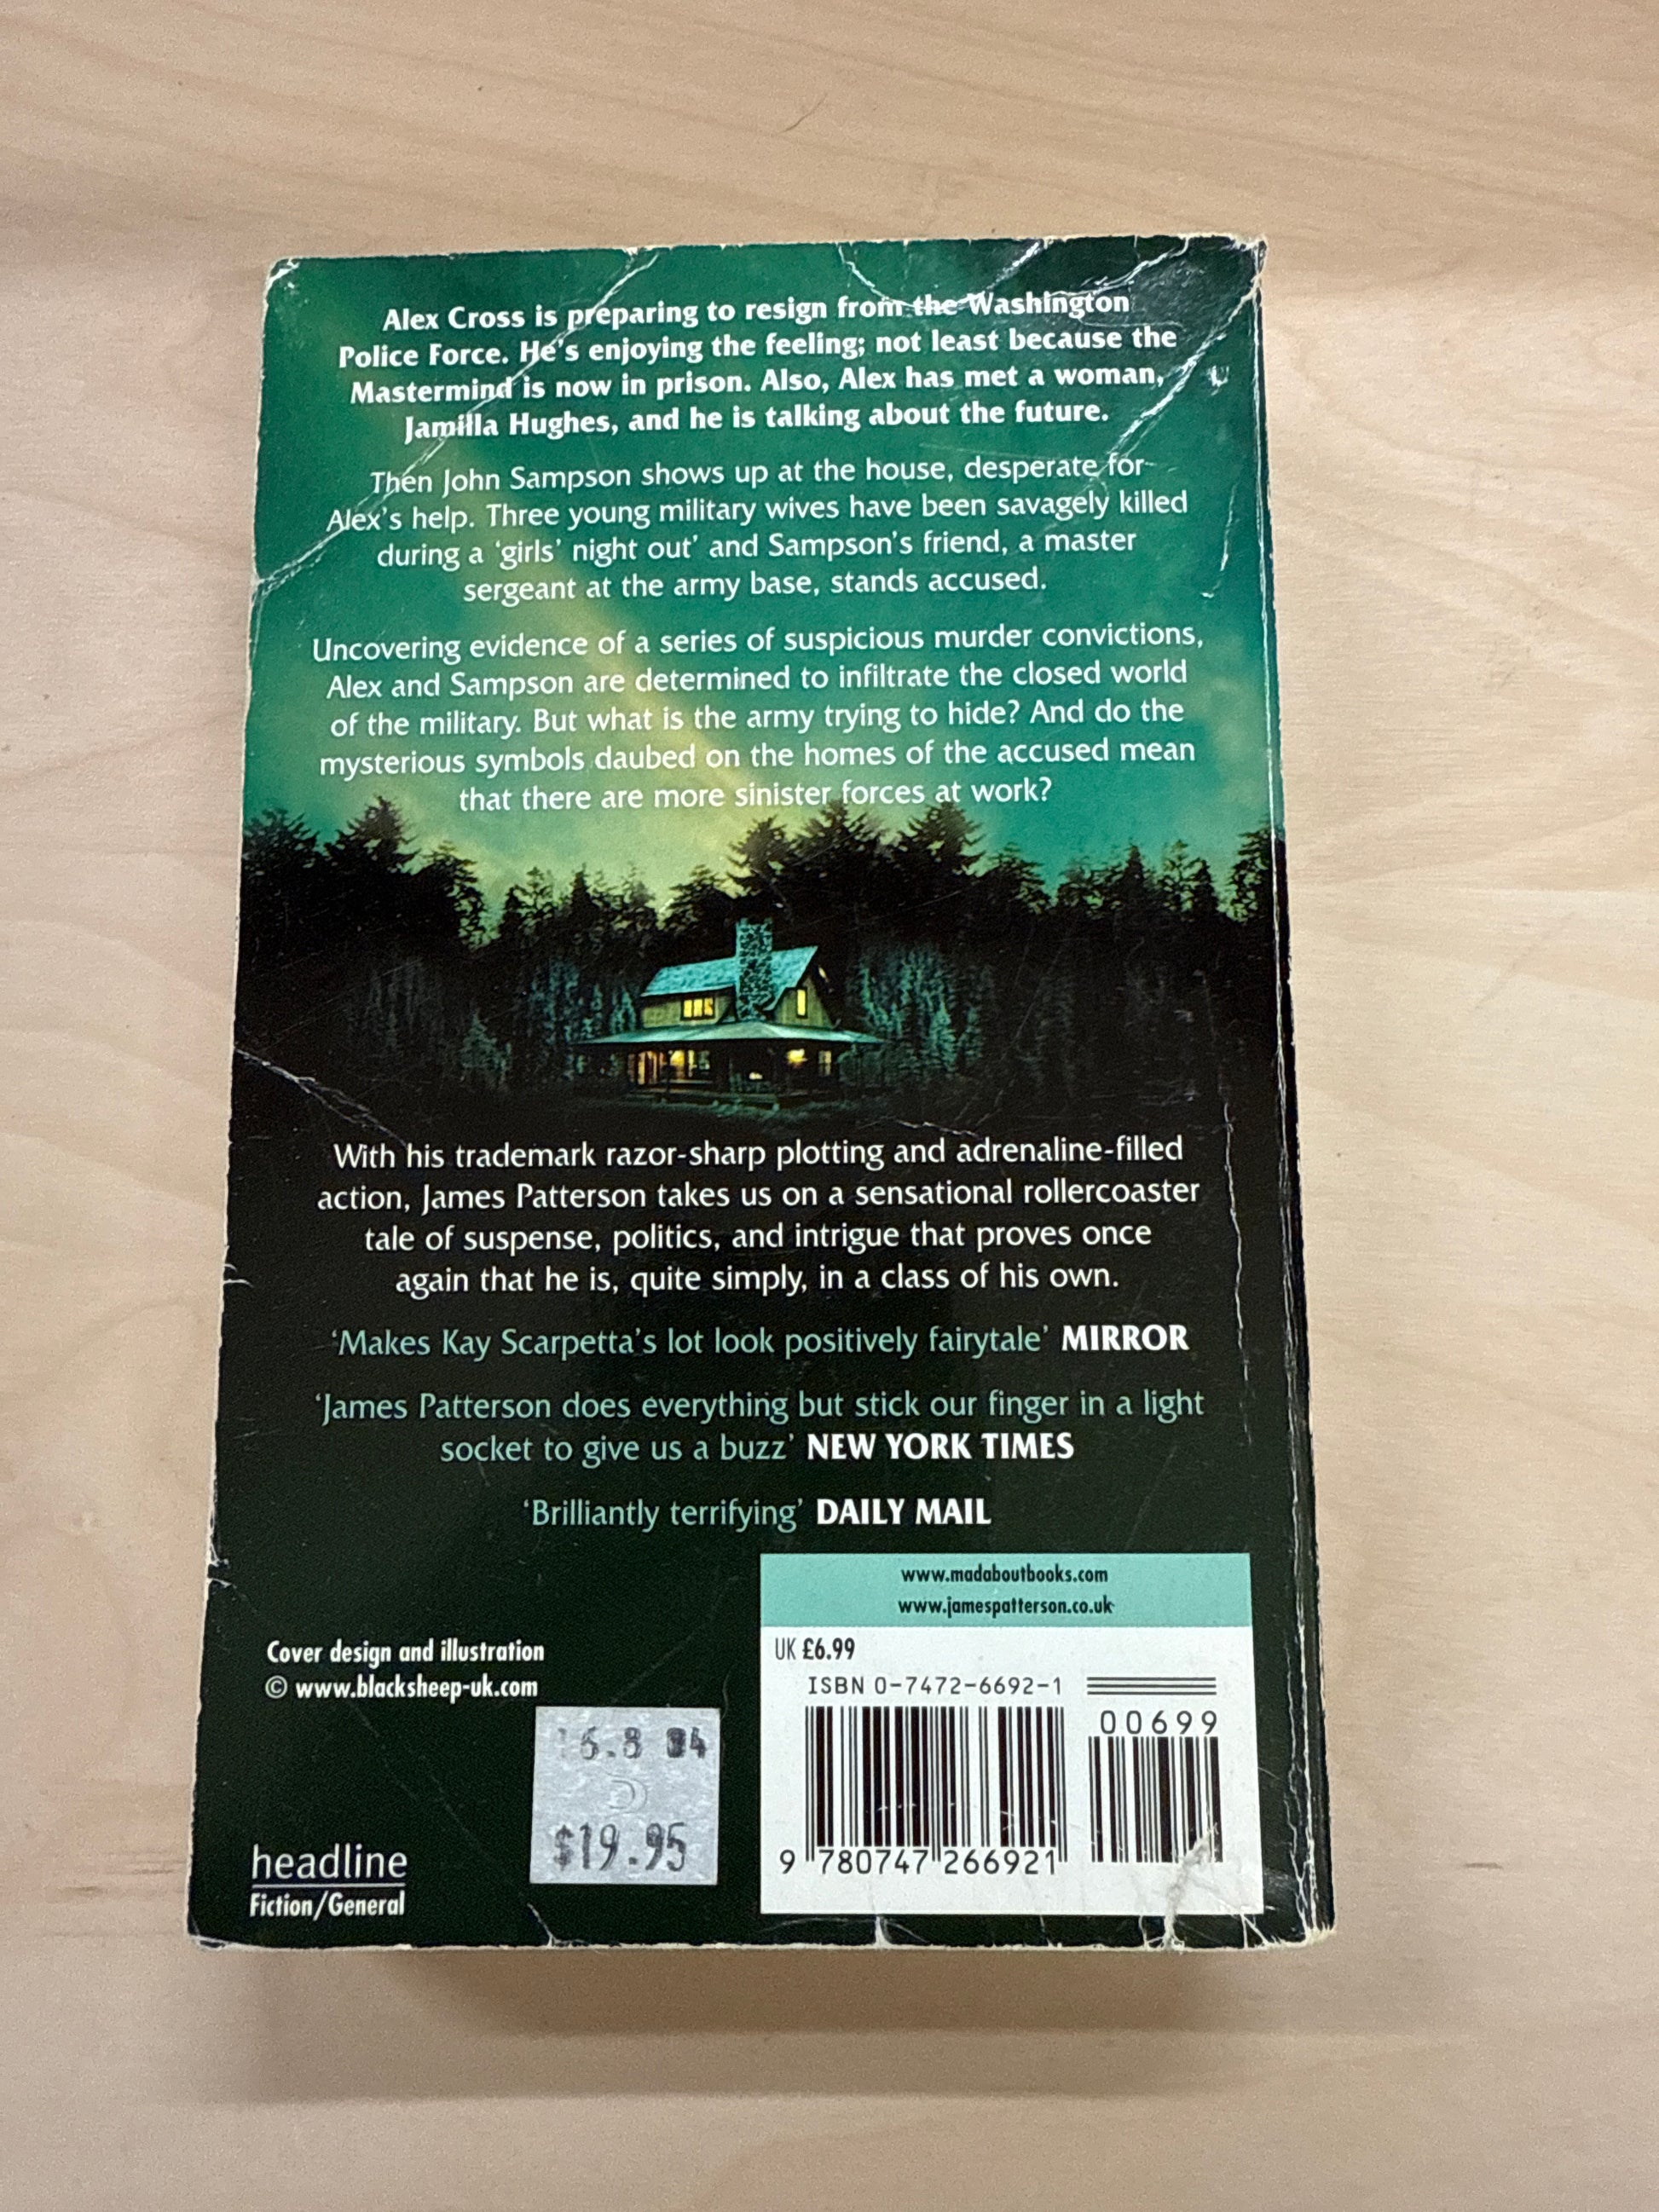 Alex Cross is preparing to resign from the Washington
Police Force. He's enjoying the feeling; not least because the
Mastermind is now in prison. Also, Alex has met a woman,
Jamilla Hughes, and he is talking about the future.
Then John Sampson shows up at the house, desperate for
Alex's help. Three young military wives have been savagely killed
during a ‘girls’ night out’ and Sampson's friend, a master
sergeant at the army base, stands accused.
Uncovering evidence of a series of suspicious murder convictions,
Alex and Sampson are determined to infiltrate the closed world
of the military. But what is the army trying to hide? And do the
mysterious symbols daubed on the homes of the accused mean
that there are more sinister forces at work?
With his trademark razor-sharp plotting and adrenaline-filled
action, James Patterson takes us on a sensational rollercoaster
tale of suspense, politics, and intrigue that proves once
again that he is, quite simply, in a class of his own.
‘Makes Kay Scarpetta's lot look positively fairytale’ MIRROR
‘James Patterson does everything but stick our finger in a light
socket to give us a buzz’ NEW YORK TIMES
‘Brilliantly terrifying’ DAILY MAIL
www.madaboutbooks.com
www.jamespatterson.co.uk
Cover design and illustration
© www.blacksheep-uk.com
UK £6.99
ISBN 0-7472-6692-1
00699
9 780747 266921
$19.95
headline
Fiction/General